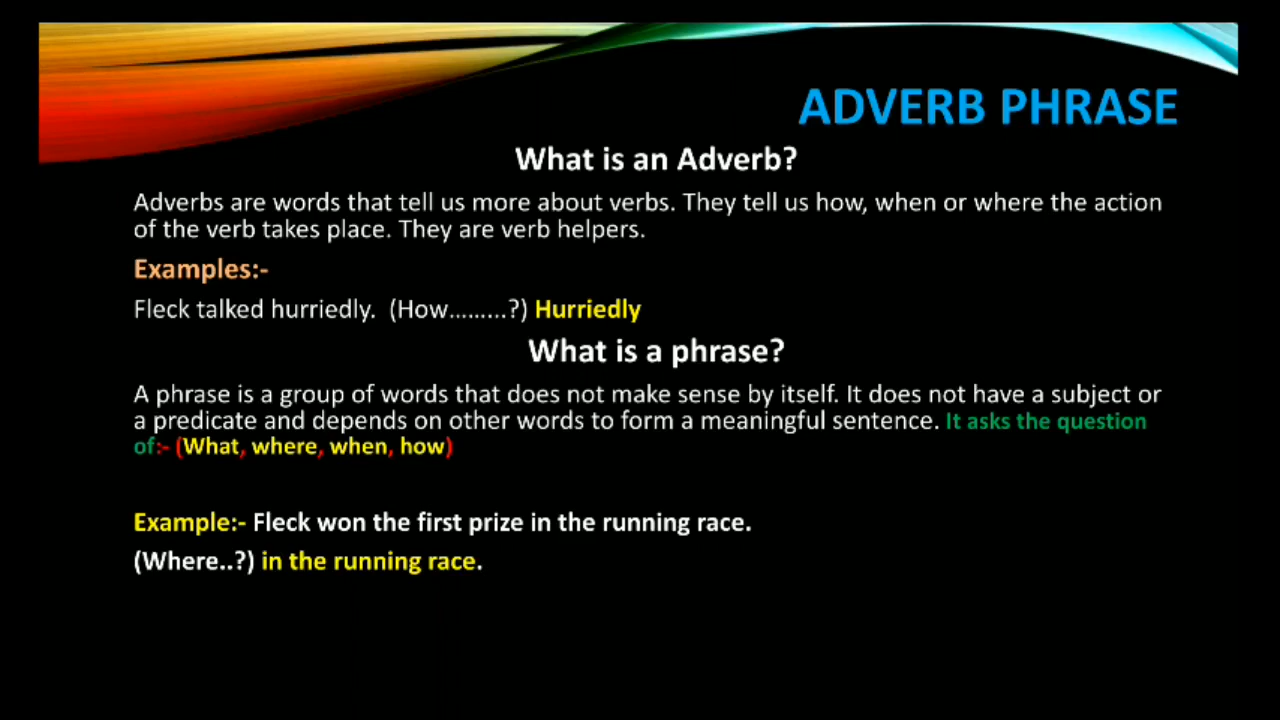 ADVERB PHRASE
What is an Adverb?
Adverbs are words that tell us more about verbs. They tell us how, when or where the action
of the verb takes place. They are verb helpers.
Examples:-
Fleck talked hurriedly.  (How.........?) Hurriedly
What is a phrase?
A phrase is a group of words that does not make sense by itself. It does not have a subject or
a predicate and depends on other words to form a meaningful sentence. It asks the question
of:- (What, where, when, how)
Example:- Fleck won the first prize in the running race.
(Where..?) in the running race.